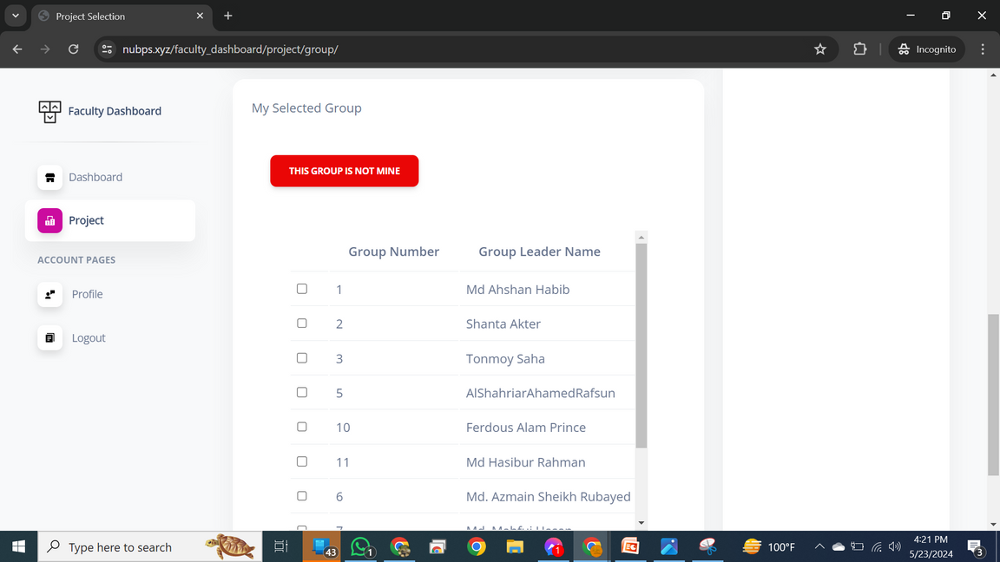 Project Selection
nubps.xyz/faculty_dashboard/project/group/
Incognito
Faculty Dashboard
Dashboard
Project
ACCOUNT PAGES
Profile
Logout
My Selected Group
THIS GROUP IS NOT MINE
Group Number Group Leader Name
1 Md Ahshan Habib
2 Shanta Akter
3 Tonmoy Saha
5 AlShahriarAhamedRafsun
10 Ferdous Alam Prince
11 Md Hasibur Rahman
6 Md. Azmain Sheikh Rubayed
Type here to search
43
1
1
100°F
4:21 PM
5/23/2024
3